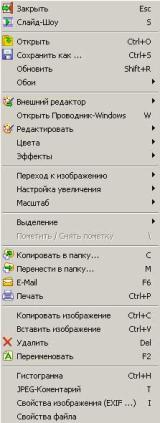 Закрыть Esc
Слайд-Шоу S
Открыть Ctrl+O
Сохранить как ... Ctrl+S
Обновить Shift+R
Обои
Внешний редактор
Открыть Проводник-Windows W
Редактировать
Цвета
Эффекты
Переход к изображению
Настройка увеличения
Масштаб
Выделение
Пометить / Снять пометку \
Копировать в папку... C
Перенести в папку... M
E-Mail F6
Печать Ctrl+P
Копировать изображение Ctrl+C
Вставить изображение Ctrl+V
Удалить Del
Переименовать F2
Гистограмма Ctrl+H
JPEG-Коментарий T
Свойства изображения (EXIF ...) I
Свойства файла